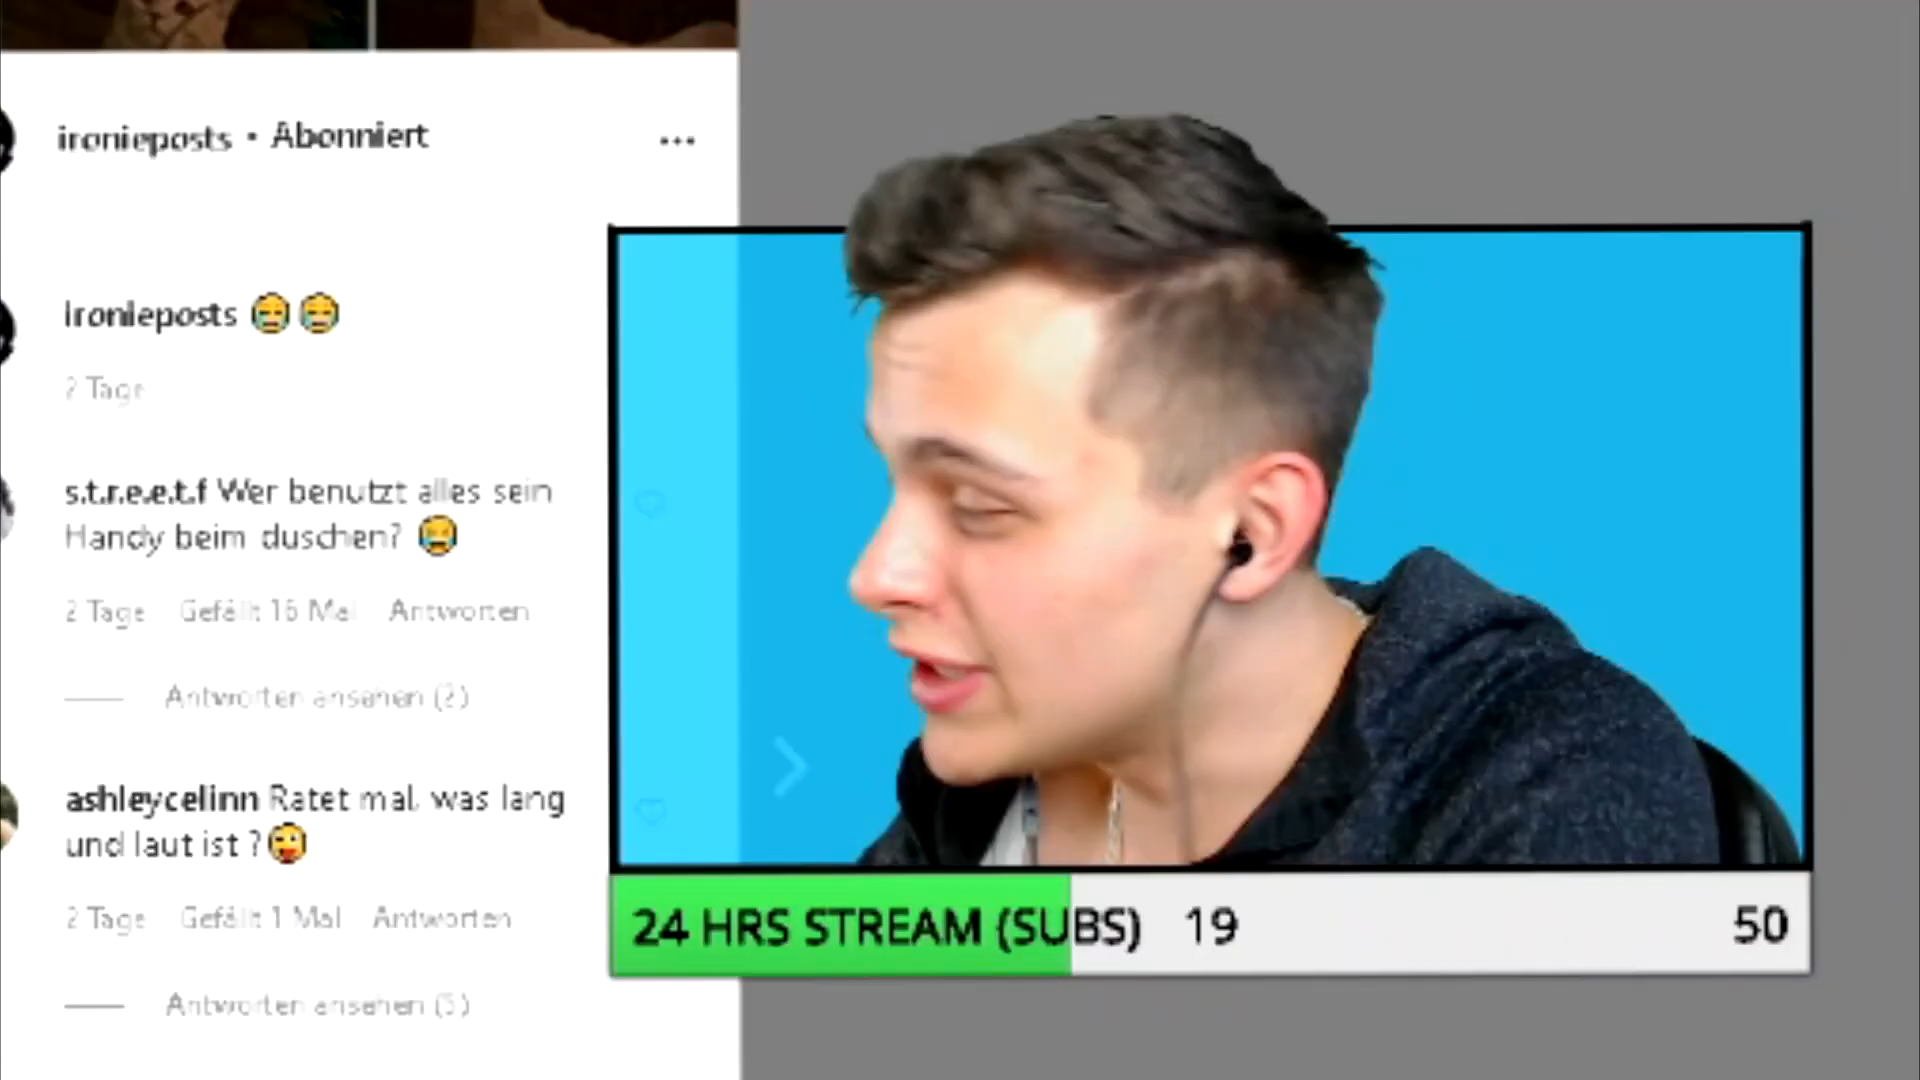 ironieposts • Abonniert
ironieposts 😂😂
2 Tage
s.t.r.e.e.t.f Wer benutzt alles sein
Handy beim duschen? 😂
2 Tage Gefällt 16 Mal Antworten
Antworten ansehen (2)
ashleycelinn Ratet mal, was lang
und laut ist ?😜
2 Tage Gefällt 1 Mal Antworten
Antworten ansehen (5)
24 HRS STREAM (SUBS) 19 50